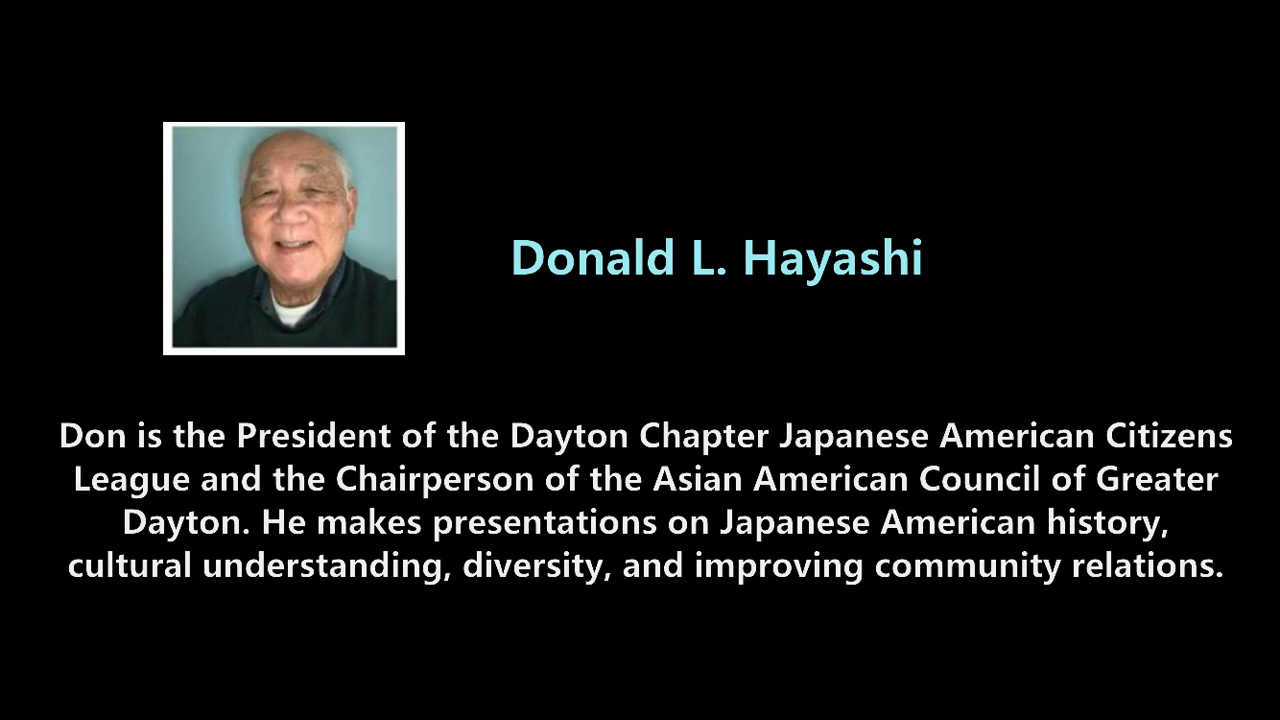 Donald L. Hayashi
Don is the President of the Dayton Chapter Japanese American Citizens
League and the Chairperson of the Asian American Council of Greater
Dayton. He makes presentations on Japanese American history,
cultural understanding, diversity, and improving community relations.